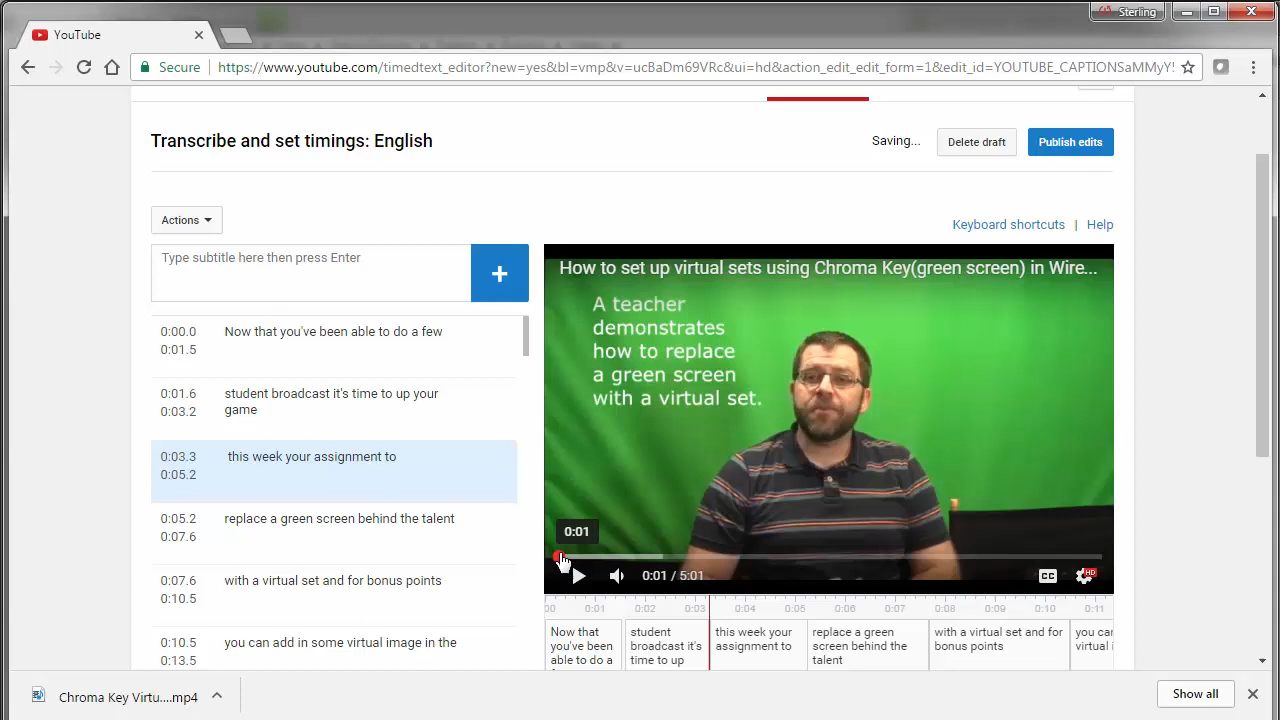 Sterling
YouTube
Secure https://www.youtube.com/timedtext_editor?new=yes&bl=vmp&v=ucBaDm69VRc&ui=hd&action_edit_edit_form=1&edit_id=YOUTUBE_CAPTIONSaMMyY
Transcribe and set timings: English
Saving...
Delete draft
Publish edits
Actions
Keyboard shortcuts | Help
Type subtitle here then press Enter
+
0:00.0 Now that you've been able to do a few
0:01.5
0:01.6 student broadcast it's time to up your
0:03.2 game
0:03.3 this week your assignment to
0:05.2
0:05.2 replace a green screen behind the talent
0:07.6
0:07.6 with a virtual set and for bonus points
0:10.5
0:10.5 you can add in some virtual image in the
0:13.5
How to set up virtual sets using Chroma Key(green screen) in Wire...
A teacher
demonstrates
how to replace
a green screen
with a virtual set.
0:01
0:01 / 5:01
CC
HD
00 0:01 0:02 0:03 0:04 0:05 0:06 0:07 0:08 0:09 0:10 0:11
Now that
you've been
able to do a
student
broadcast it's
time to up
this week your
assignment to
replace a green
screen behind the
talent
with a virtual set and for
bonus points
you can
virtual i
Chroma Key Virtu....mp4
Show all